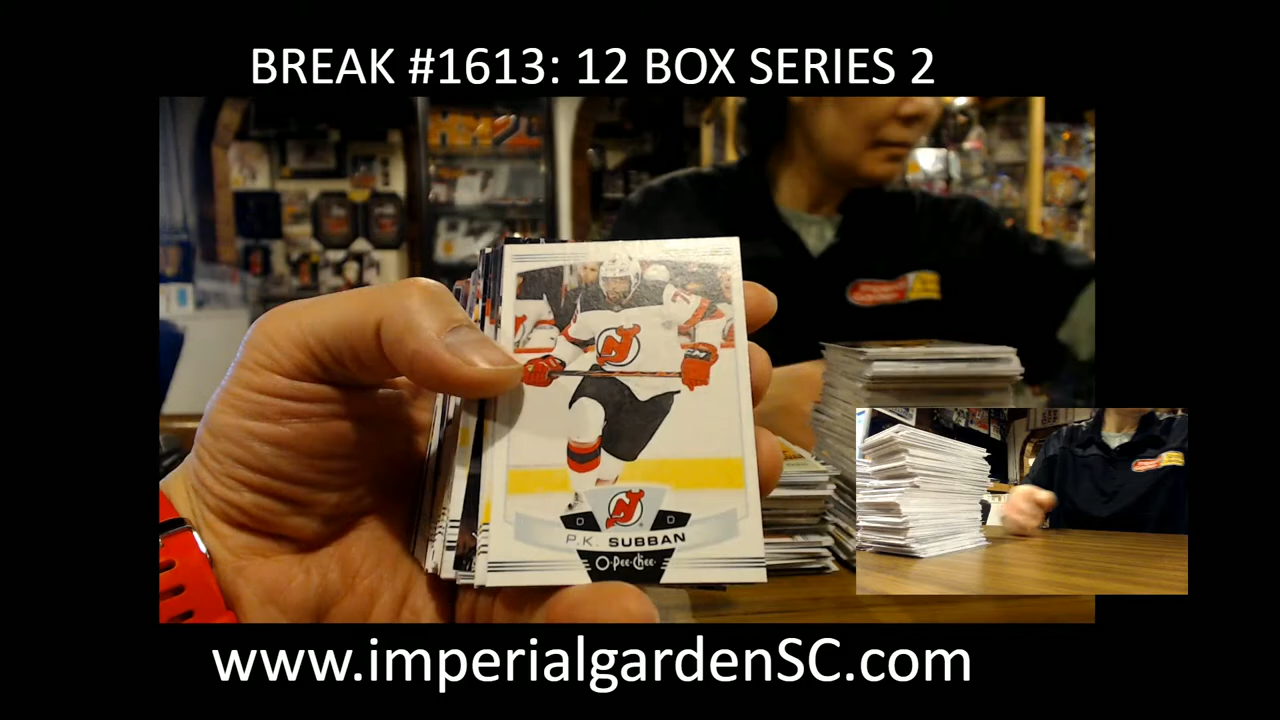 BREAK #1613: 12 BOX SERIES 2
D D
P.K. SUBBAN
O-Pee-Chee
www.imperialgardenSC.com